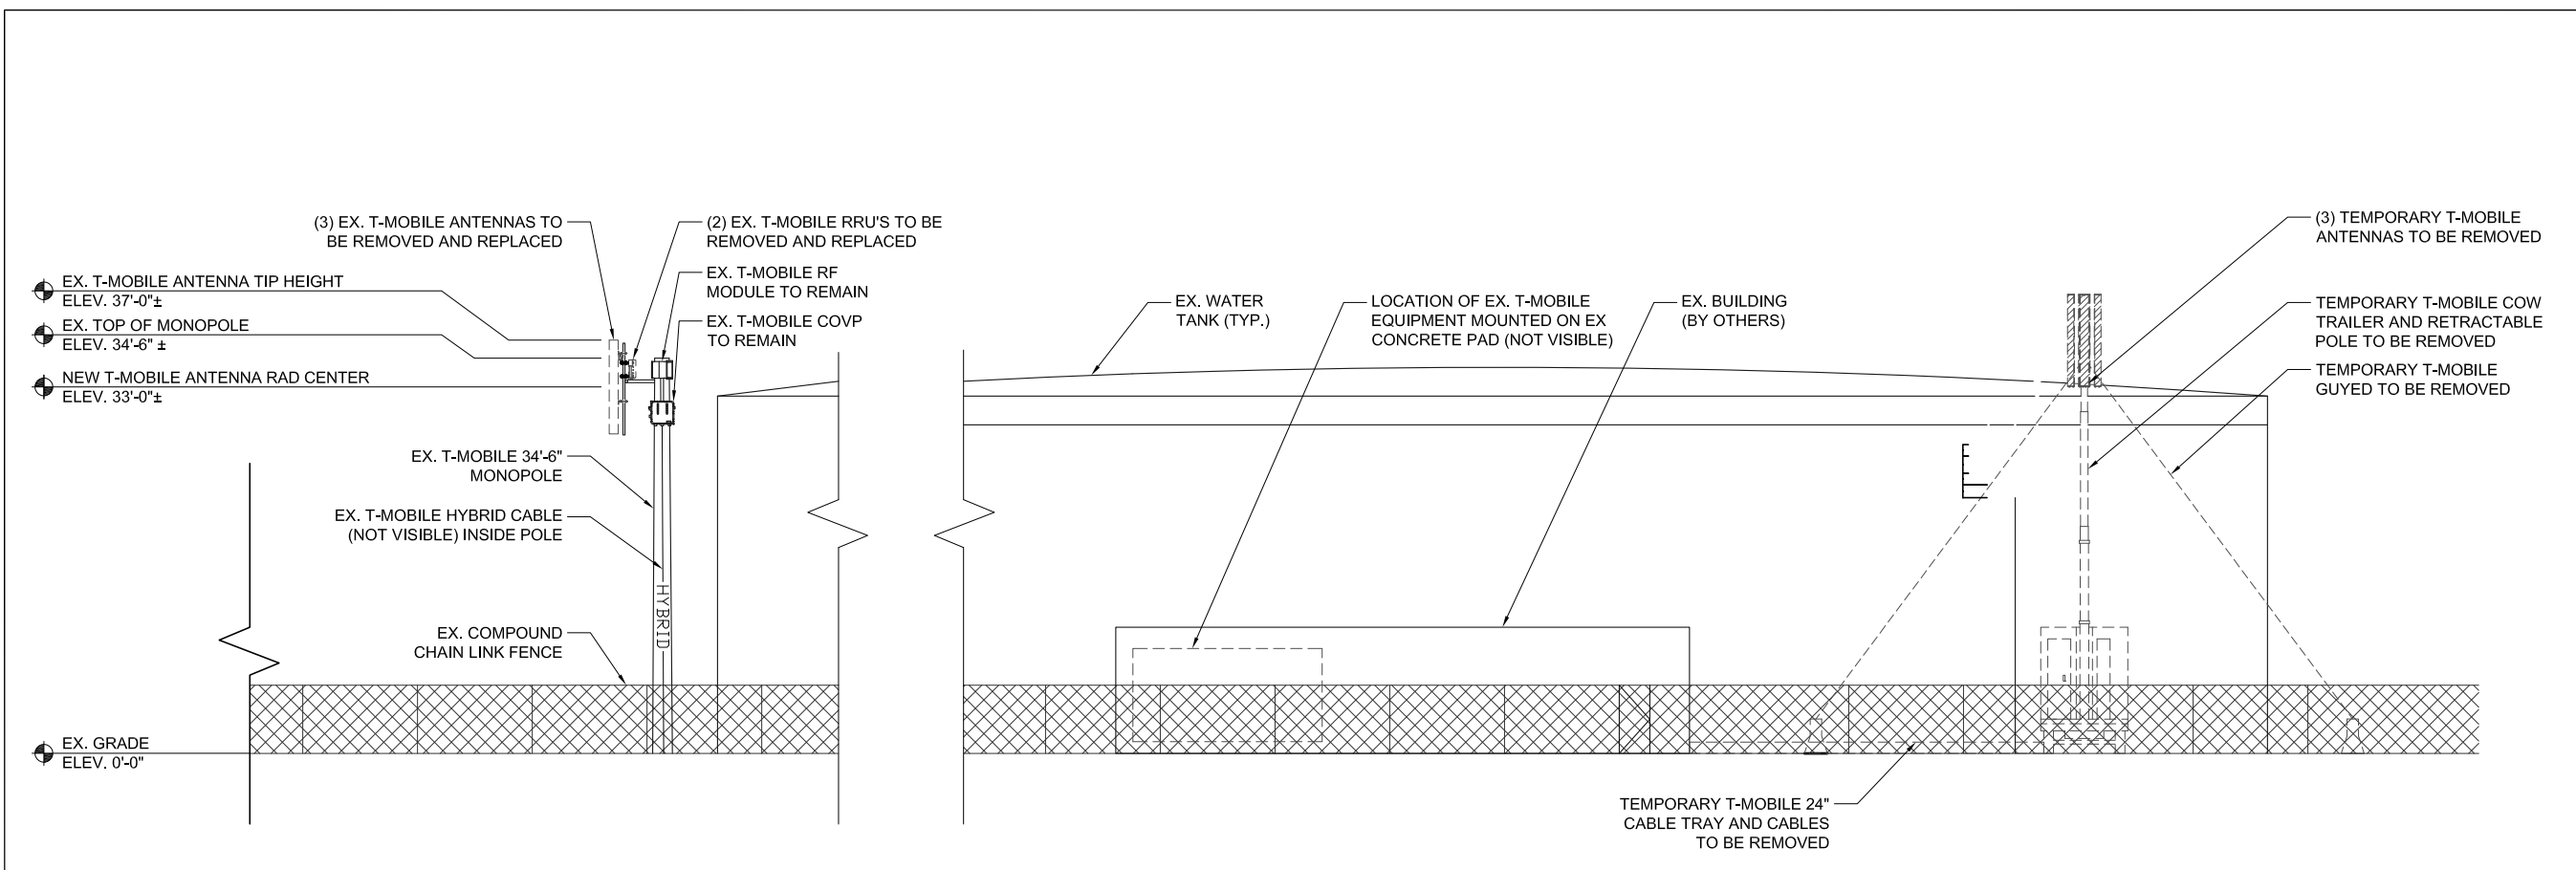 (3) EX. T-MOBILE ANTENNAS TO
BE REMOVED AND REPLACED
(2) EX. T-MOBILE RRU'S TO BE
REMOVED AND REPLACED
EX. T-MOBILE RF
MODULE TO REMAIN
EX. T-MOBILE COVP
TO REMAIN
EX. T-MOBILE ANTENNA TIP HEIGHT
ELEV. 37'-0"±
EX. TOP OF MONOPOLE
ELEV. 34'-6" ±
NEW T-MOBILE ANTENNA RAD CENTER
ELEV. 33'-0"±
EX. WATER
TANK (TYP.)
LOCATION OF EX. T-MOBILE
EQUIPMENT MOUNTED ON EX
CONCRETE PAD (NOT VISIBLE)
EX. BUILDING
(BY OTHERS)
(3) TEMPORARY T-MOBILE
ANTENNAS TO BE REMOVED
TEMPORARY T-MOBILE COW
TRAILER AND RETRACTABLE
POLE TO BE REMOVED
TEMPORARY T-MOBILE
GUYED TO BE REMOVED
EX. T-MOBILE 34'-6"
MONOPOLE
EX. T-MOBILE HYBRID CABLE
(NOT VISIBLE) INSIDE POLE
HYBRID
EX. COMPOUND
CHAIN LINK FENCE
EX. GRADE
ELEV. 0'-0"
TEMPORARY T-MOBILE 24"
CABLE TRAY AND CABLES
TO BE REMOVED